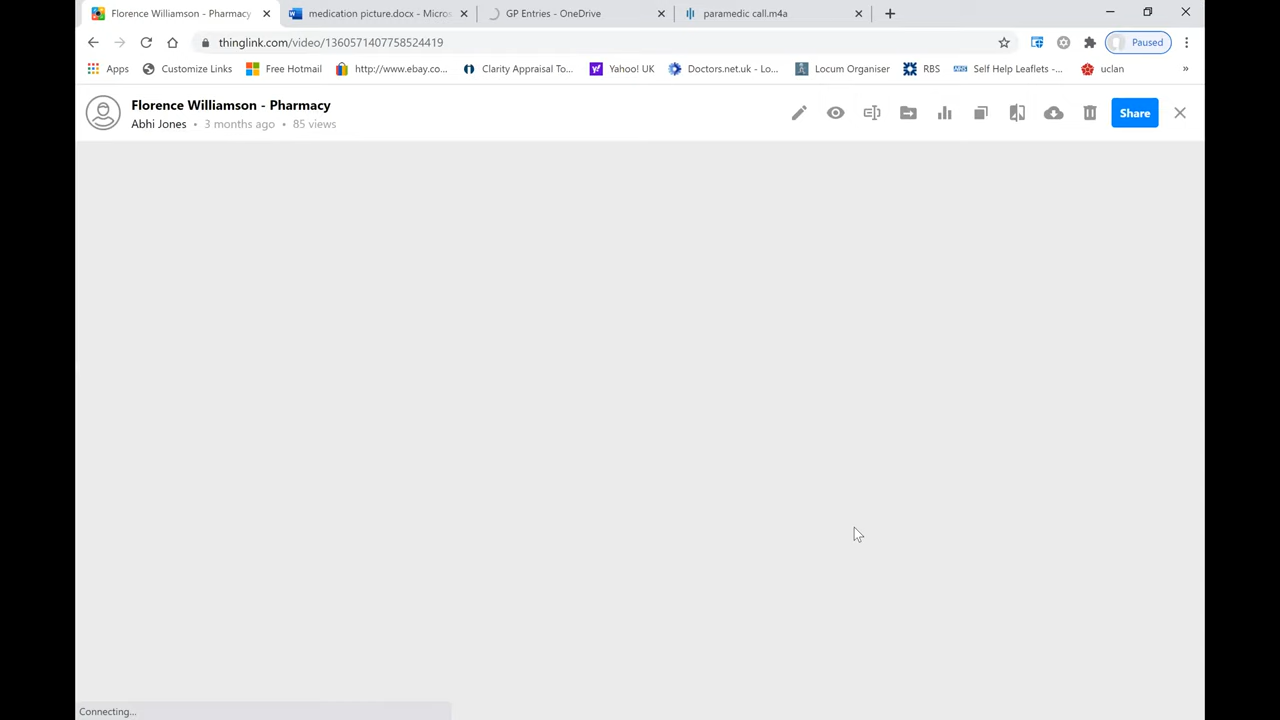 Florence Williamson - Pharmacy
medication picture.docx - Micros
Entries - OneDrive
paramedic call.m4a
thinglink.com/video/1360571407758524419
Paused
Apps
Customize Links
Free Hotmail
http://www.ebay.co...
Clarity Appraisal To...
Yahoo! UK
Doctors.net.uk - Lo...
Locum Organiser
RBS
NHS
Self Help Leaflets -...
uclan
»
Florence Williamson - Pharmacy
Abhi Jones • 3 months ago • 85 views
Share
Connecting...